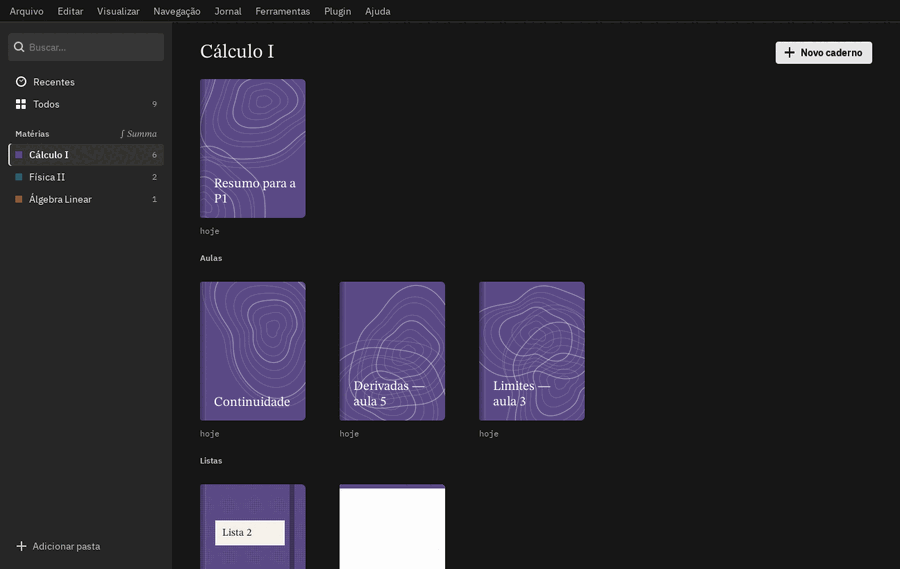 Arquivo Editar Visualizar Navegação Jornal Ferramentas Plugin Ajuda
Buscar...
Recentes
Todos 9
Matérias ∫ Summa
Cálculo I 6
Física II 2
Álgebra Linear 1
Adicionar pasta
Cálculo I
Novo caderno
Resumo para a
P1
hoje
Aulas
Continuidade
hoje
Derivadas —
aula 5
hoje
Limites —
aula 3
hoje
Listas
Lista 2